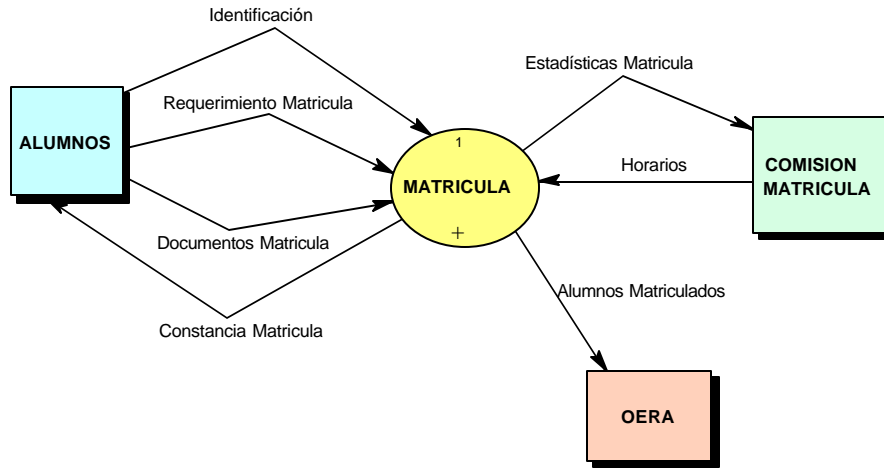 Identificación
Estadísticas Matricula
Requerimiento Matricula
ALUMNOS
1
MATRICULA
+
Horarios
COMISION
MATRICULA
Documentos Matricula
Alumnos Matriculados
Constancia Matricula
OERA